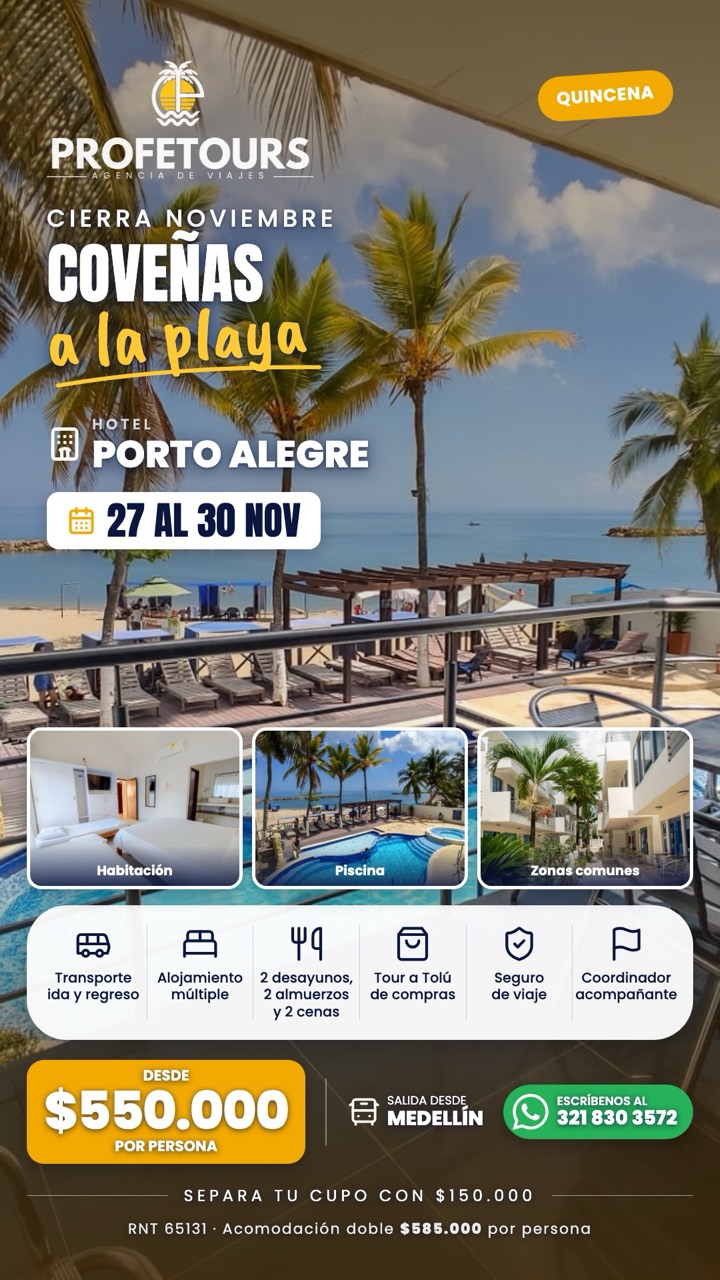 QUINCENA
PROFETOURS
AGENCIA DE VIAJES
CIERRA NOVIEMBRE
COVEÑAS
a la playa
HOTEL
PORTO ALEGRE
27 AL 30 NOV
Habitación
Piscina
Zonas comunes
Transporte
ida y regreso
Alojamiento
múltiple
2 desayunos,
2 almuerzos
y 2 cenas
Tour a Tolú
de compras
Seguro
de viaje
Coordinador
acompañante
DESDE
$550.000
POR PERSONA
SALIDA DESDE
MEDELLÍN
ESCRÍBENOS AL
321 830 3572
SEPARA TU CUPO CON $150.000
RNT 65131 · Acomodación doble $585.000 por persona